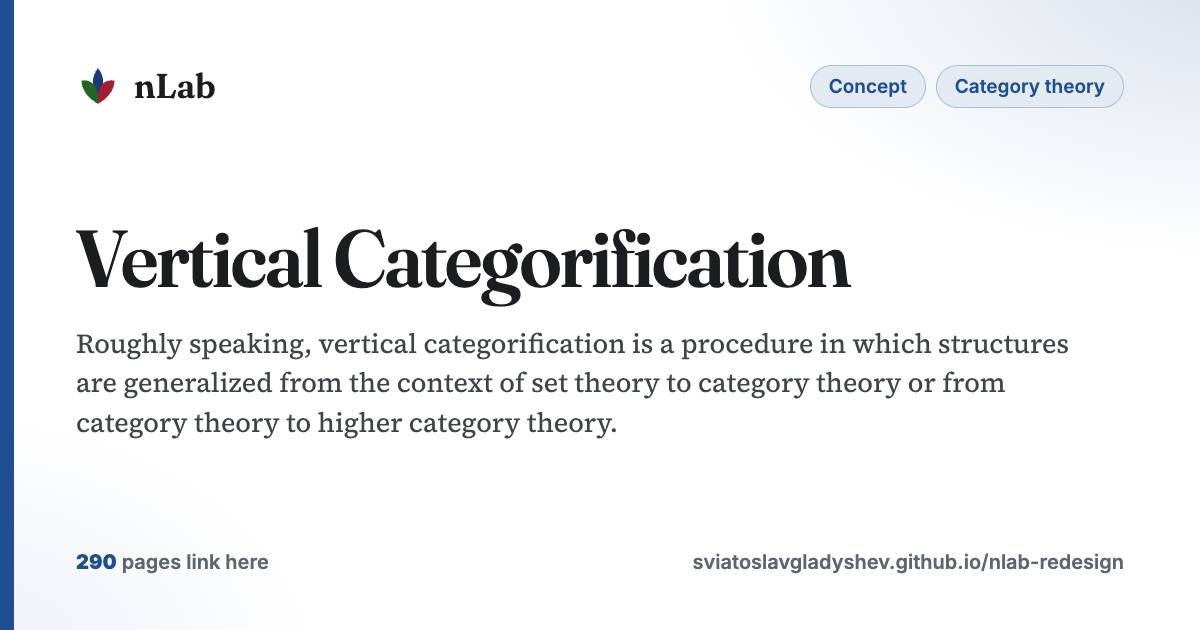 nLab
Concept
Category theory
Vertical Categorification
Roughly speaking, vertical categorification is a procedure in which structures
are generalized from the context of set theory to category theory or from
category theory to higher category theory.
290 pages link here
sviatoslavgladyshev.github.io/nlab-redesign